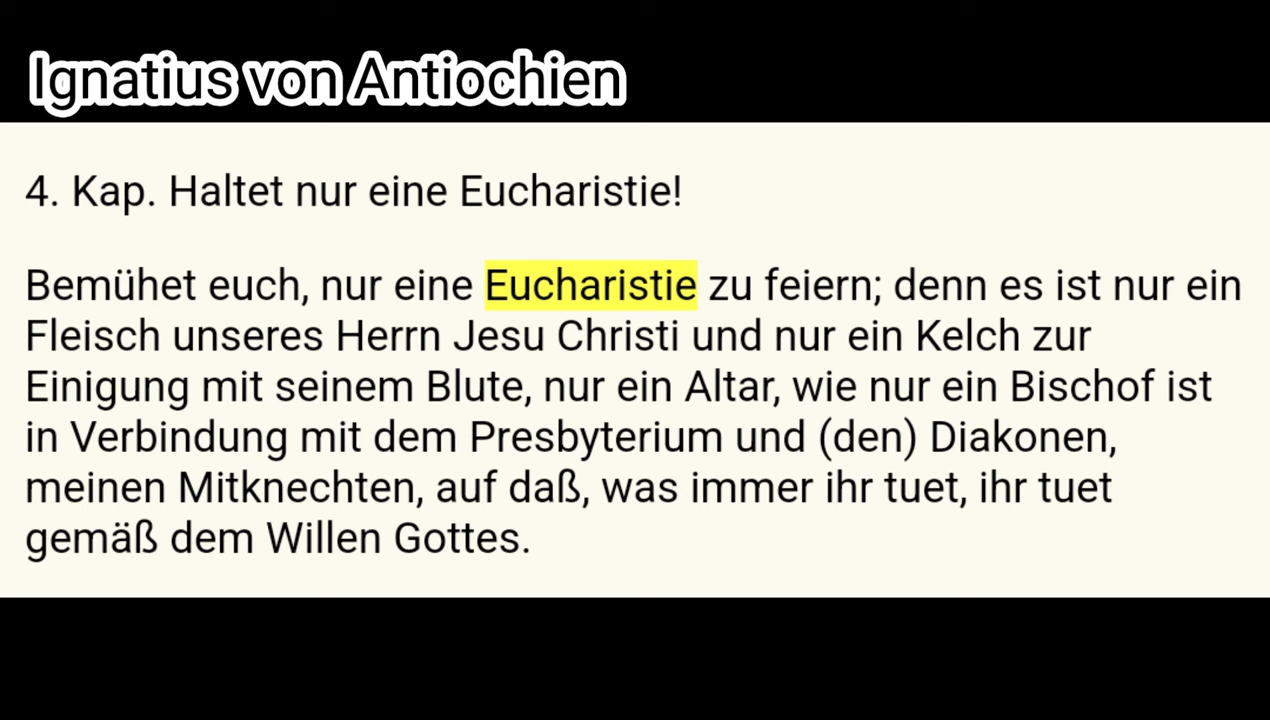 Ignatius von Antiochien
4. Kap. Haltet nur eine Eucharistie!
Bemühet euch, nur eine Eucharistie zu feiern; denn es ist nur ein
Fleisch unseres Herrn Jesu Christi und nur ein Kelch zur
Einigung mit seinem Blute, nur ein Altar, wie nur ein Bischof ist
in Verbindung mit dem Presbyterium und (den) Diakonen,
meinen Mitknechten, auf daß, was immer ihr tuet, ihr tuet
gemäß dem Willen Gottes.